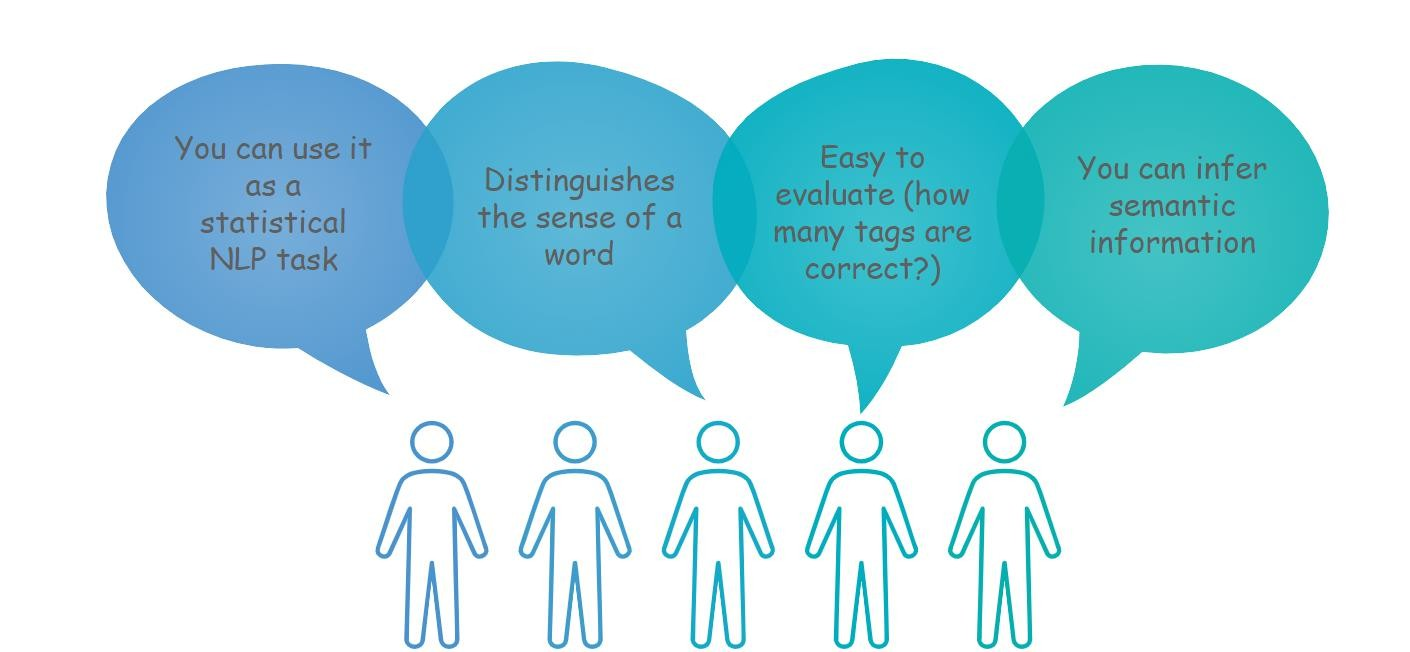 You can use it
as a
statistical
NLP task
Distinguishes
the sense of a
word
Easy to
evaluate (how
many tags are
correct?)
You can infer
semantic
information